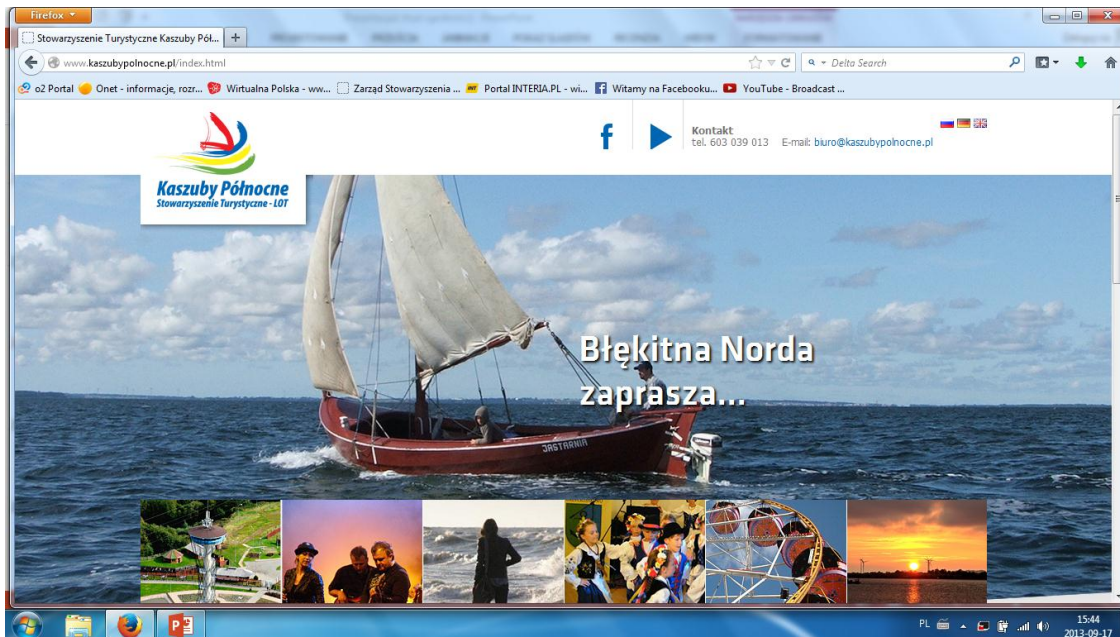 Firefox
Stowarzyszenie Turystyczne Kaszuby Pół...
www.kaszubypolnocne.pl/index.html
Delta Search
o2 Portal
Onet - informacje, rozr...
Wirtualna Polska - ww...
Zarząd Stowarzyszenia ...
Portal INTERIA.PL - wi...
Witamy na Facebooku...
YouTube - Broadcast ...
Kaszuby Północne
Stowarzyszenie Turystyczne - LOT
Kontakt
tel. 603 039 013 E-mail: biuro@kaszubypolnocne.pl
Błękitna Norda
zaprasza...
JASTARNIA
PL
15:44
2013-09-17